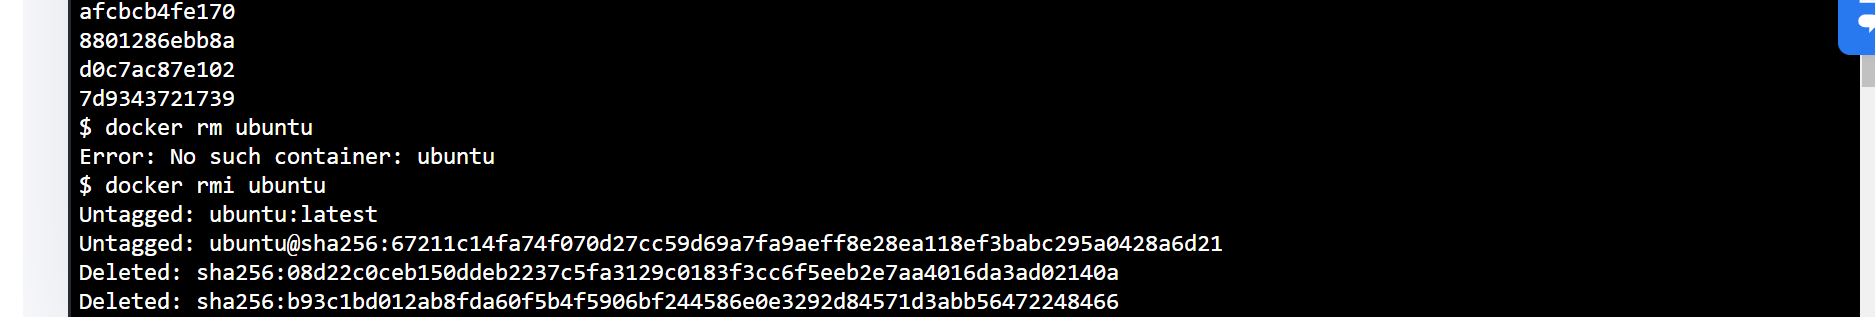 afcbcb4fe170
8801286ebb8a
d0c7ac87e102
7d9343721739
$ docker rm ubuntu
Error: No such container: ubuntu
$ docker rmi ubuntu
Untagged: ubuntu:latest
Untagged: ubuntu@sha256:67211c14fa74f070d27cc59d69a7fa9aeff8e28ea118ef3babc295a0428a6d21
Deleted: sha256:08d22c0ceb150ddeb2237c5fa3129c0183f3cc6f5eeb2e7aa4016da3ad02140a
Deleted: sha256:b93c1bd012ab8fda60f5b4f5906bf244586e0e3292d84571d3abb56472248466